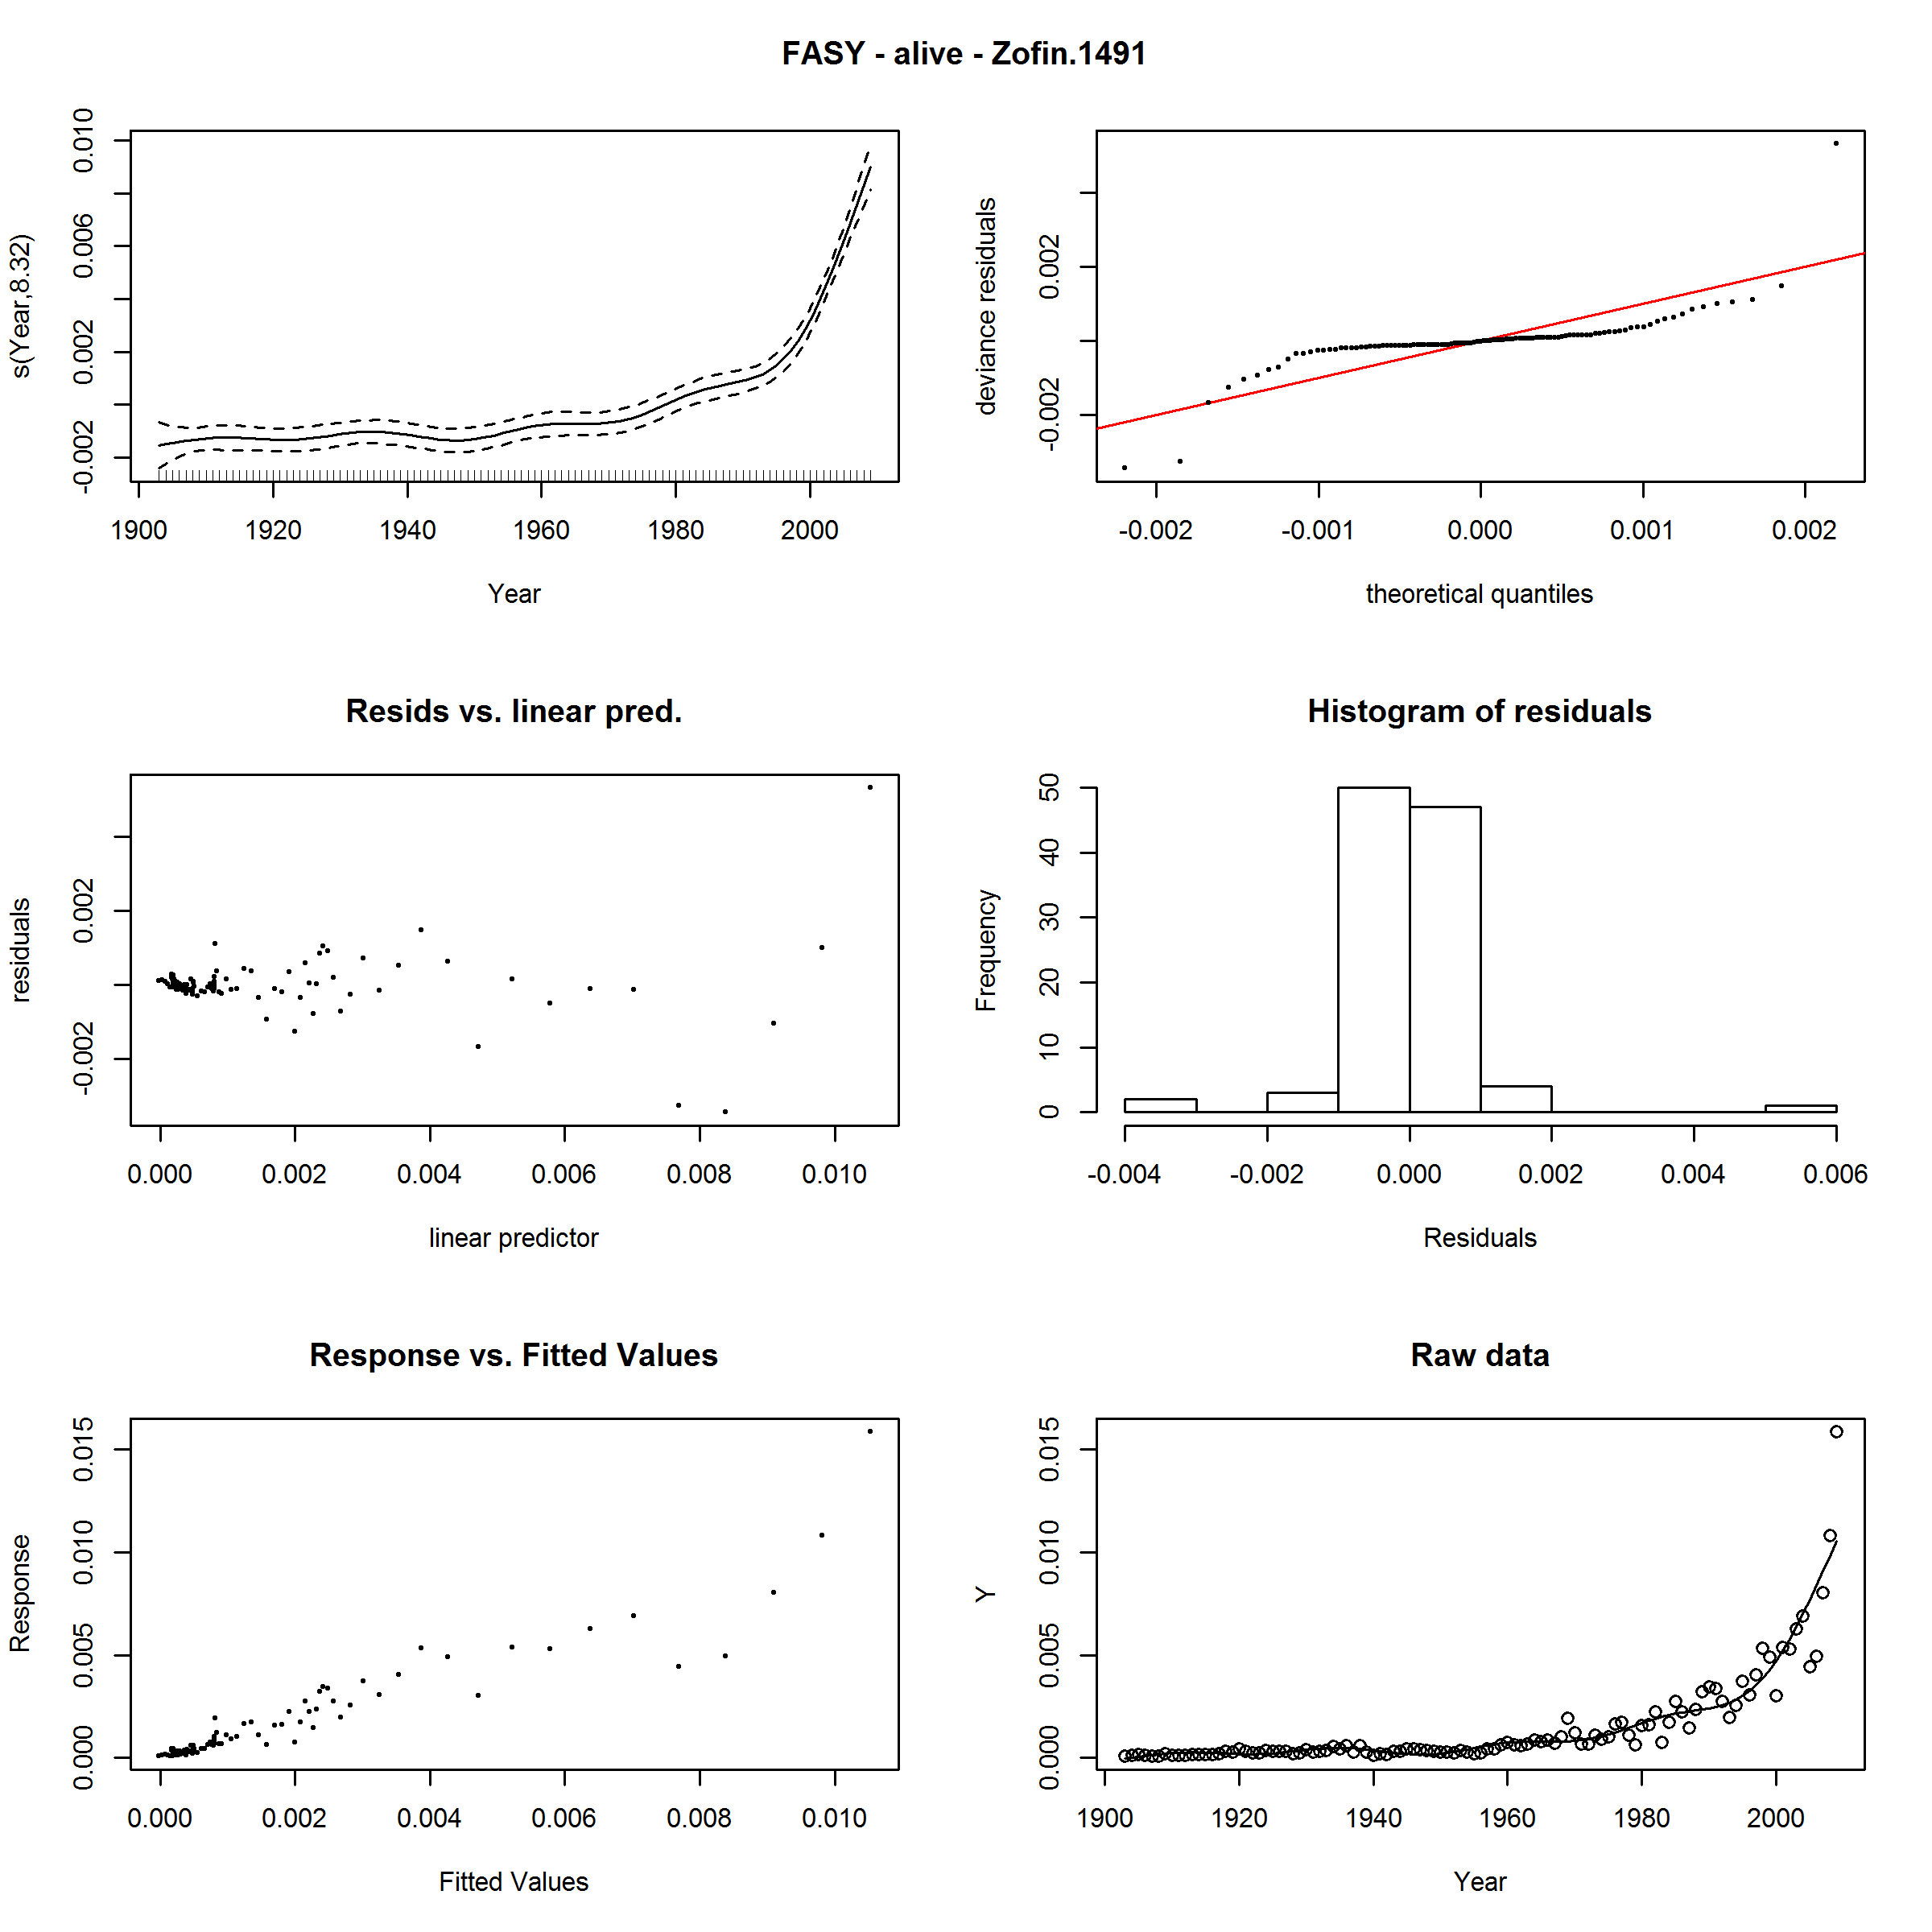 FASY - alive - Zofin.1491
s(Year,8.32)
-0.002 0.002 0.006 0.010
1900 1920 1940 1960 1980 2000
Year
deviance residuals
-0.002 0.002
-0.002 -0.001 0.000 0.001 0.002
theoretical quantiles
Resids vs. linear pred.
residuals
-0.002 0.002
0.000 0.002 0.004 0.006 0.008 0.010
linear predictor
Histogram of residuals
Frequency
0 10 20 30 40 50
-0.004 -0.002 0.000 0.002 0.004 0.006
Residuals
Response vs. Fitted Values
Response
0.000 0.005 0.010 0.015
0.000 0.002 0.004 0.006 0.008 0.010
Fitted Values
Raw data
Y
0.000 0.005 0.010 0.015
1900 1920 1940 1960 1980 2000
Year